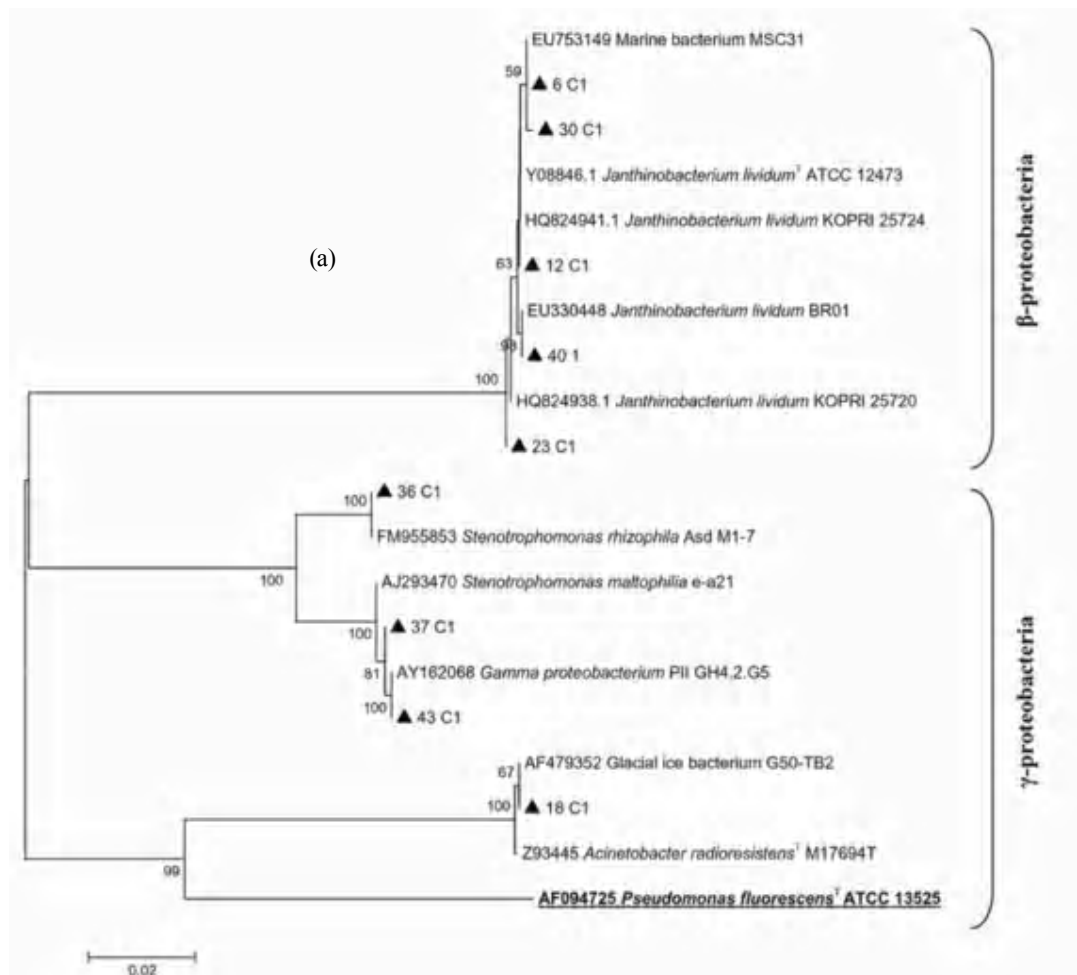 EU753149 Marine bacterium MSC31
59
▲ 6 C1
▲ 30 C1
Y08846.1 Janthinobacterium lividumᵀ ATCC 12473
HQ824941.1 Janthinobacterium lividum KOPRI 25724
(a)
63
▲ 12 C1
EU330448 Janthinobacterium lividum BR01
▲ 40 1
100
HQ824938.1 Janthinobacterium lividum KOPRI 25720
▲ 23 C1
β-proteobacteria
100
▲ 36 C1
FM955853 Stenotrophomonas rhizophila Asd M1-7
100
AJ293470 Stenotrophomonas maltophilia e-a21
100
▲ 37 C1
81
AY162068 Gamma proteobacterium PII GH4.2.G5
100
▲ 43 C1
AF479352 Glacial ice bacterium G50-TB2
67
100
▲ 18 C1
Z93445 Acinetobacter radioresistensᵀ M17694T
99
AF094725 Pseudomonas fluorescensᵀ ATCC 13525
γ-proteobacteria
0.02